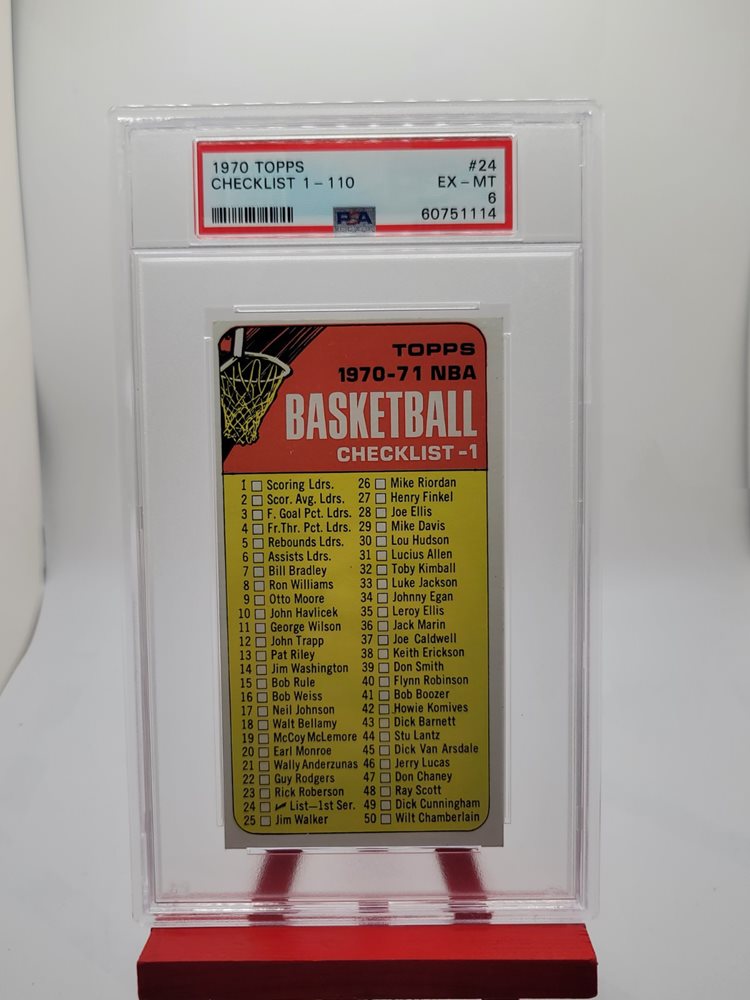 1970 TOPPS #24
CHECKLIST 1-110 EX-MT
6
PSA 60751114
TOPPS
1970-71 NBA
BASKETBALL
CHECKLIST-1
1 Scoring Ldrs.
2 Scor. Avg. Ldrs.
3 F. Goal Pct. Ldrs.
4 Fr.Thr. Pct. Ldrs.
5 Rebounds Ldrs.
6 Assists Ldrs.
7 Bill Bradley
8 Ron Williams
9 Otto Moore
10 John Havlicek
11 George Wilson
12 John Trapp
13 Pat Riley
14 Jim Washington
15 Bob Rule
16 Bob Weiss
17 Neil Johnson
18 Walt Bellamy
19 McCoy McLemore
20 Earl Monroe
21 Wally Anderzunas
22 Guy Rodgers
23 Rick Roberson
24 List-1st Ser.
25 Jim Walker
26 Mike Riordan
27 Henry Finkel
28 Joe Ellis
29 Mike Davis
30 Lou Hudson
31 Lucius Allen
32 Toby Kimball
33 Luke Jackson
34 Johnny Egan
35 Leroy Ellis
36 Jack Marin
37 Joe Caldwell
38 Keith Erickson
39 Don Smith
40 Flynn Robinson
41 Bob Boozer
42 Howie Komives
43 Dick Barnett
44 Stu Lantz
45 Dick Van Arsdale
46 Jerry Lucas
47 Don Chaney
48 Ray Scott
49 Dick Cunningham
50 Wilt Chamberlain